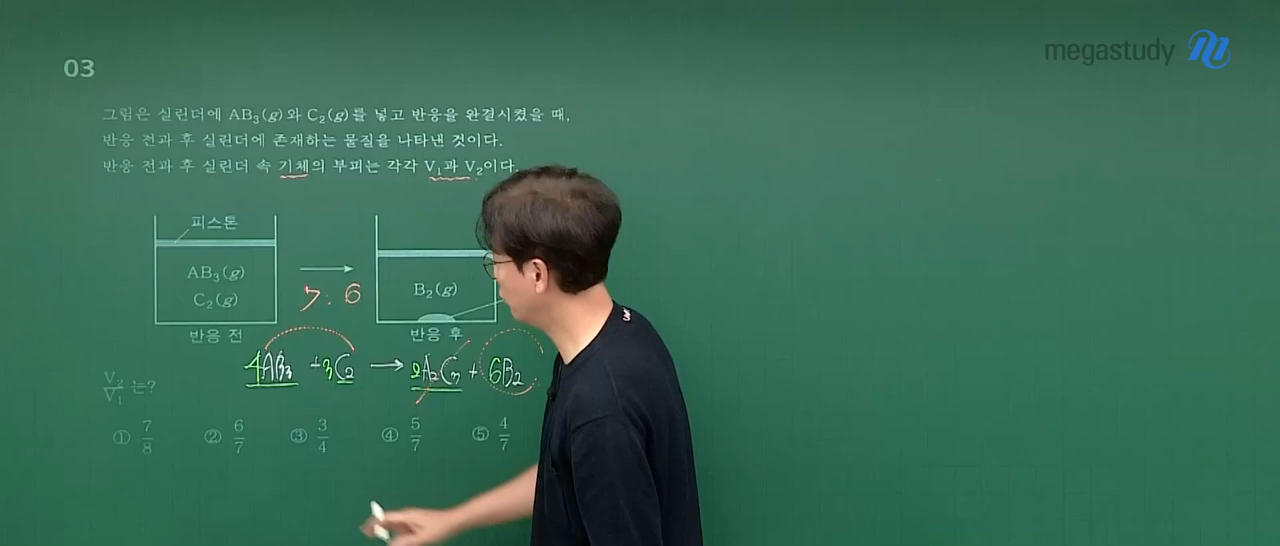 megastudy
03
그림은 실린더에 AB₃(g)와 C₂(g)를 넣고 반응을 완결시켰을 때,
반응 전과 후 실린더에 존재하는 물질을 나타낸 것이다.
반응 전과 후 실린더 속 기체의 부피는 각각 V₁과 V₂이다.
피스톤
AB₃(g)
C₂(g)
7 : 6
B₂(g)
반응 전
반응 후
4AB₃ + 3C₂ → 2A₂C₃ + 6B₂
V₂/V₁ 는?
① 7/8 ② 6/7 ③ 3/4 ④ 5/7 ⑤ 4/7